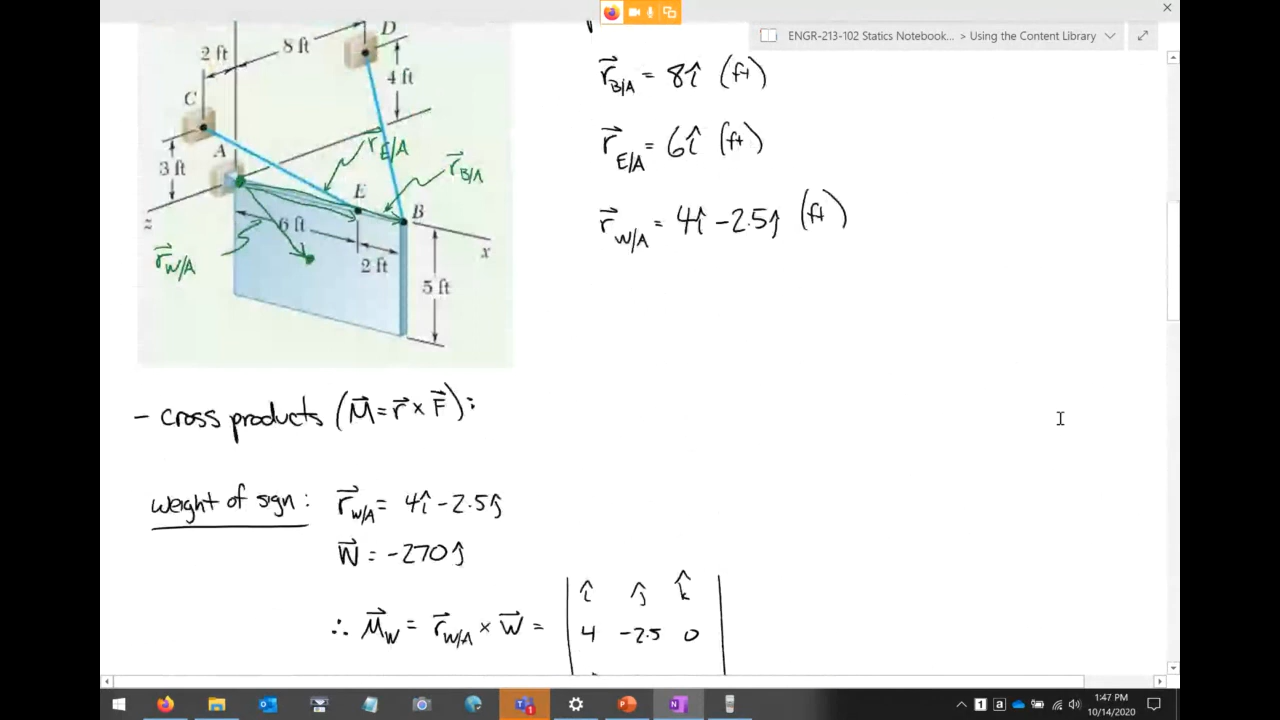 ENGR-213-102 Statics Notebook... > Using the Content Library
D
8 ft
2 ft
4 ft
C
A
3 ft
r⃗E/A
r⃗B/A
E
B
z
6 ft
x
r⃗W/A
2 ft
5 ft
r⃗B/A = 8î (ft)
r⃗E/A = 6î (ft)
r⃗W/A = 4î - 2.5ĵ (ft)
- cross products (M⃗ = r⃗ × F⃗):
weight of sign: r⃗W/A = 4î - 2.5ĵ
W⃗ = -270ĵ
î ĵ k̂
∴ M⃗W = r⃗W/A × W⃗ =
4 -2.5 0
1:47 PM
10/14/2020